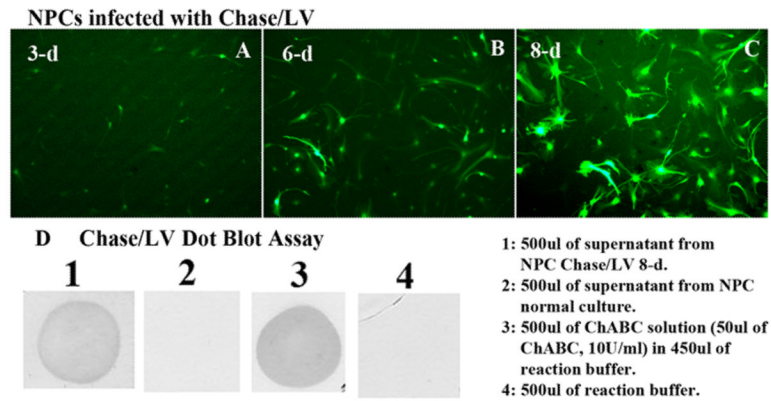 NPCs infected with Chase/LV
3-d
A
6-d
B
8-d
C
D Chase/LV Dot Blot Assay
1
2
3
4
1: 500ul of supernatant from
NPC Chase/LV 8-d.
2: 500ul of supernatant from NPC
normal culture.
3: 500ul of ChABC solution (50ul of
ChABC, 10U/ml) in 450ul of
reaction buffer.
4: 500ul of reaction buffer.